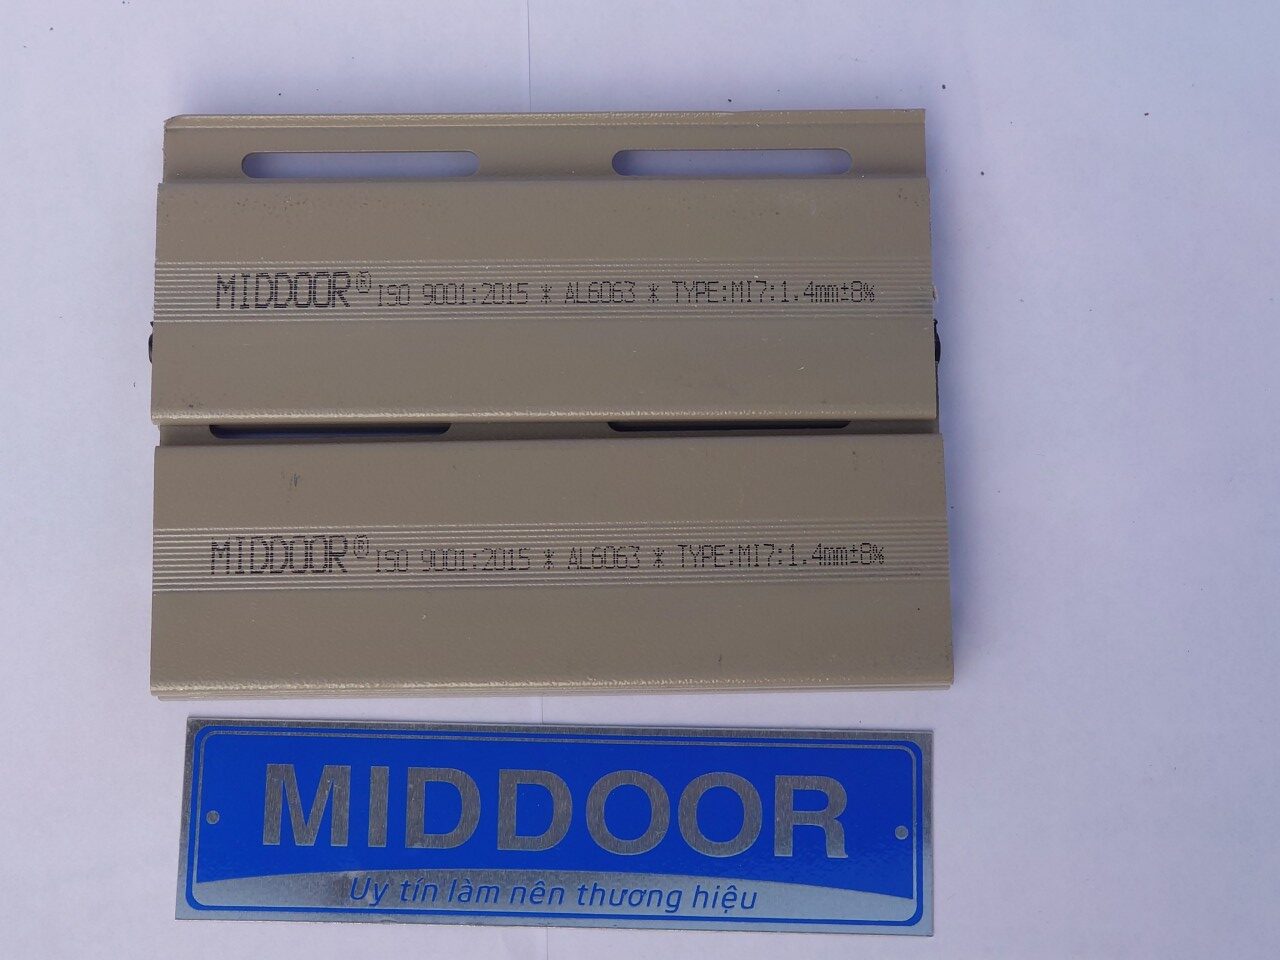 MIDDOOR® ISO 9001:2015 * AL6063 * TYPE:MI7:1.4mm±8%
MIDDOOR® ISO 9001:2015 * AL6063 * TYPE:MI7:1.4mm±8%
MIDDOOR
Uy tín làm nên thương hiệu